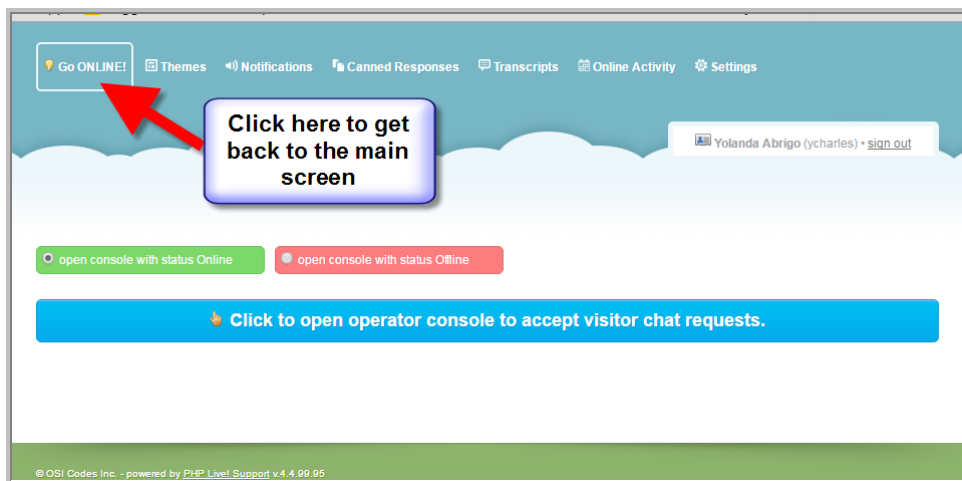 Go ONLINE! Themes Notifications Canned Responses Transcripts Online Activity Settings
Click here to get
back to the main
screen
Yolanda Abrigo (ycharles) • sign out
open console with status Online open console with status Offline
Click to open operator console to accept visitor chat requests.
© OSI Codes Inc. - powered by PHP Live! Support v.4.4.99.95